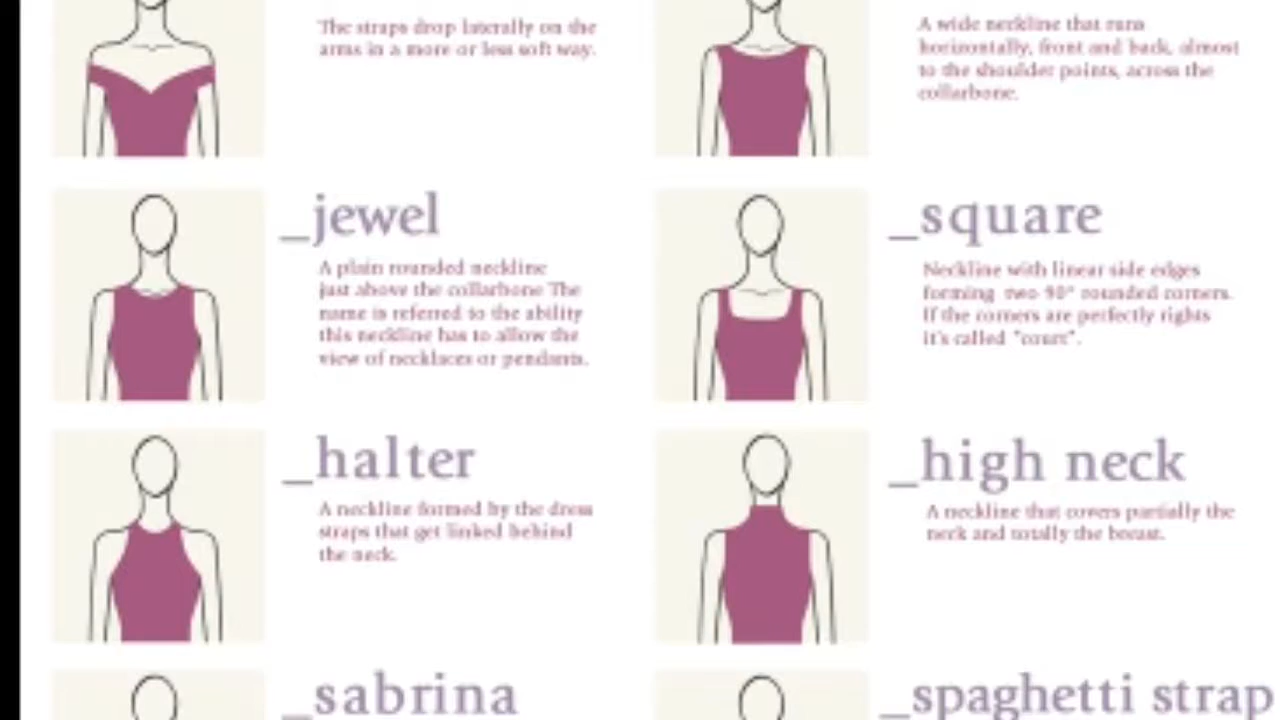 The straps drop laterally on the
arms in a more or less soft way.
A wide neckline that runs
horizontally, front and back, almost
to the shoulder points, across the
collarbone.
_jewel
A plain rounded neckline
just above the collarbone The
name is referred to the ability
this neckline has to allow the
view of necklaces or pendants.
_square
Neckline with linear side edges
forming two 90° rounded corners.
If the corners are perfectly rights
it's called "court".
_halter
A neckline formed by the dress
straps that get linked behind
the neck.
_high neck
A neckline that covers partially the
neck and totally the breast.
_sabrina
_spaghetti strap